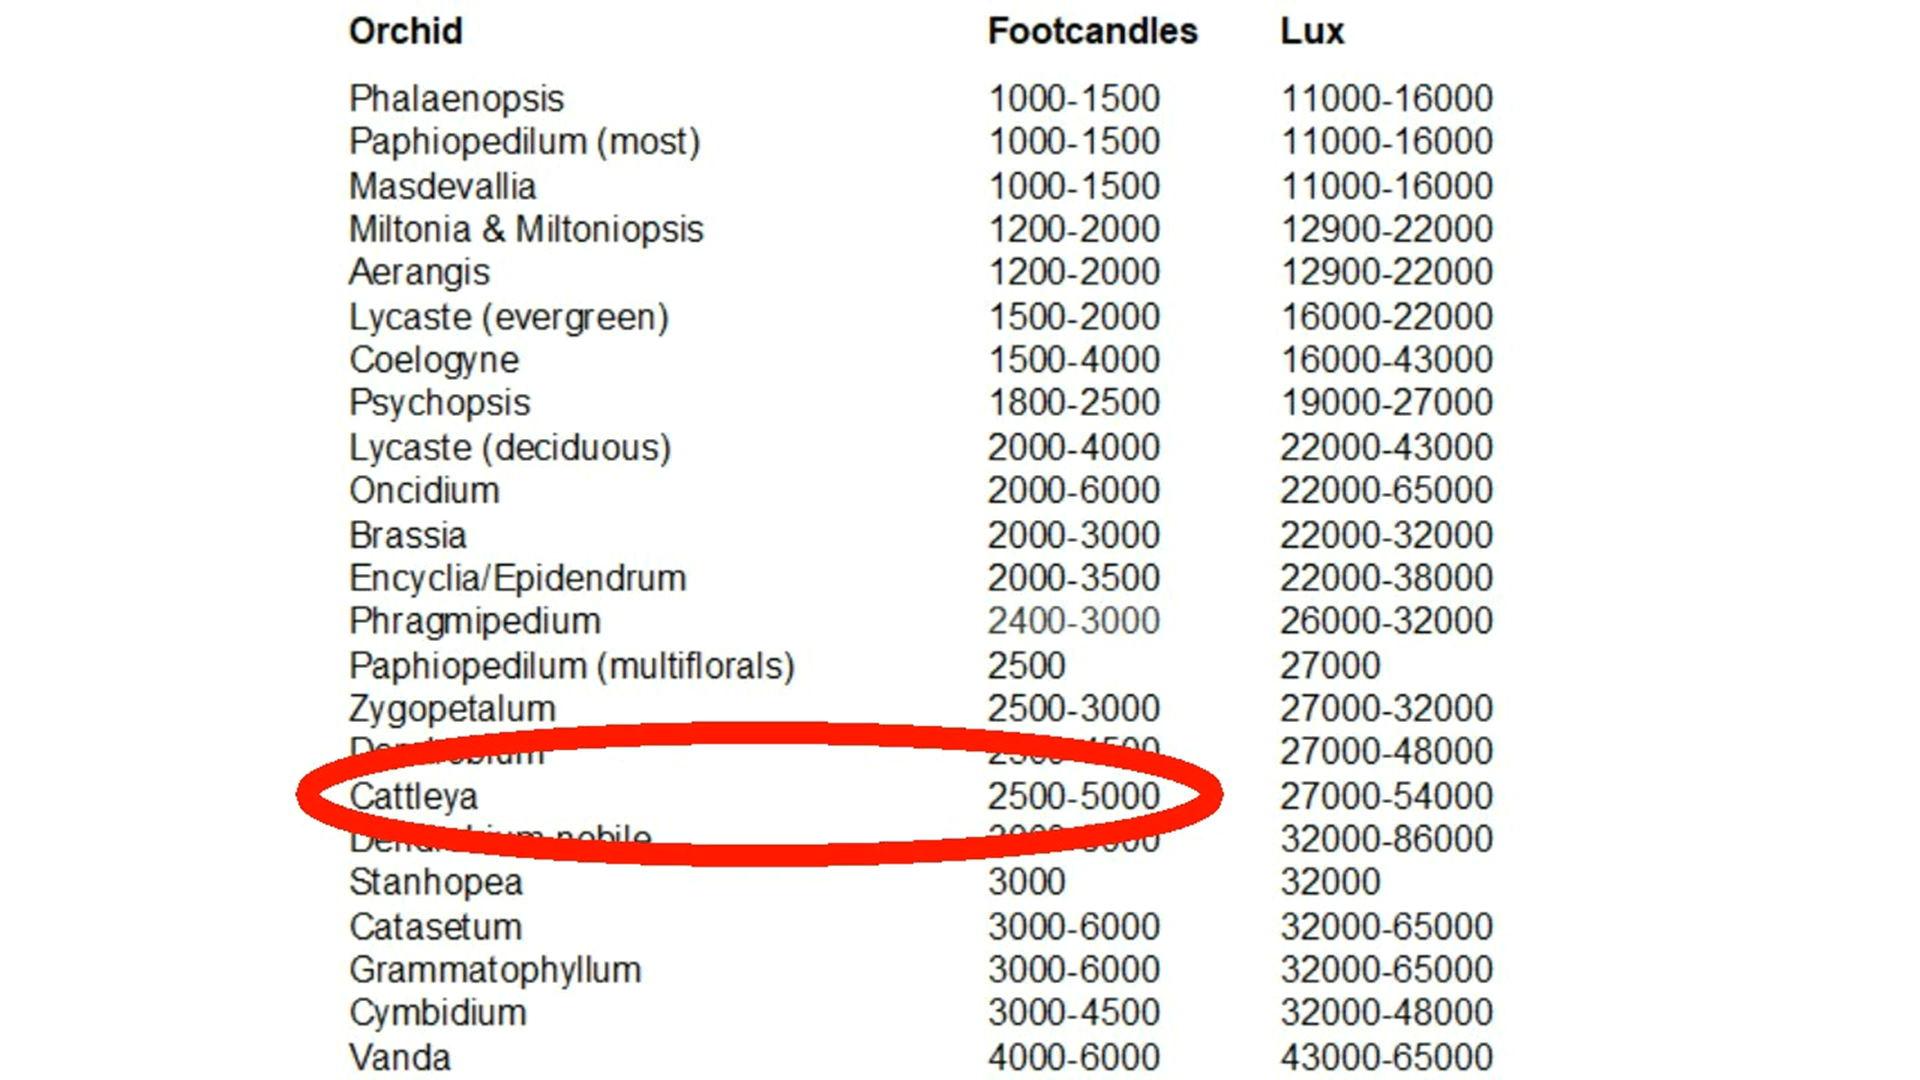 Orchid Footcandles Lux
Phalaenopsis 1000-1500 11000-16000
Paphiopedilum (most) 1000-1500 11000-16000
Masdevallia 1000-1500 11000-16000
Miltonia & Miltoniopsis 1200-2000 12900-22000
Aerangis 1200-2000 12900-22000
Lycaste (evergreen) 1500-2000 16000-22000
Coelogyne 1500-4000 16000-43000
Psychopsis 1800-2500 19000-27000
Lycaste (deciduous) 2000-4000 22000-43000
Oncidium 2000-6000 22000-65000
Brassia 2000-3000 22000-32000
Encyclia/Epidendrum 2000-3500 22000-38000
Phragmipedium 2400-3000 26000-32000
Paphiopedilum (multiflorals) 2500 27000
Zygopetalum 2500-3000 27000-32000
Dendrobium 2500-4500 27000-48000
Cattleya 2500-5000 27000-54000
Dendrobium nobile 32000-86000
Stanhopea 3000 32000
Catasetum 3000-6000 32000-65000
Grammatophyllum 3000-6000 32000-65000
Cymbidium 3000-4500 32000-48000
Vanda 4000-6000 43000-65000